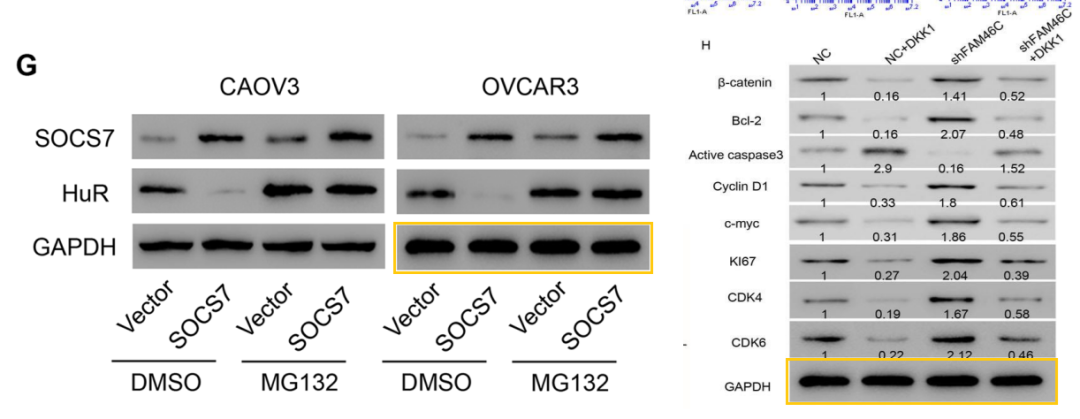 G
CAOV3 OVCAR3
SOCS7
HuR
GAPDH
Vector SOCS7 Vector SOCS7 Vector SOCS7 Vector SOCS7
DMSO MG132 DMSO MG132
FL1-A FL1-A FL1-A
H
NC NC+DKK1 shFAM46C shFAM46C +DKK1
β-catenin
1 0.16 1.41 0.52
Bcl-2
1 0.16 2.07 0.48
Active caspase3
1 2.9 0.16 1.52
Cyclin D1
1 0.33 1.8 0.61
c-myc
1 0.31 1.86 0.55
KI67
1 0.27 2.04 0.39
CDK4
1 0.19 1.67 0.58
CDK6
1 0.22 2.12 0.46
GAPDH